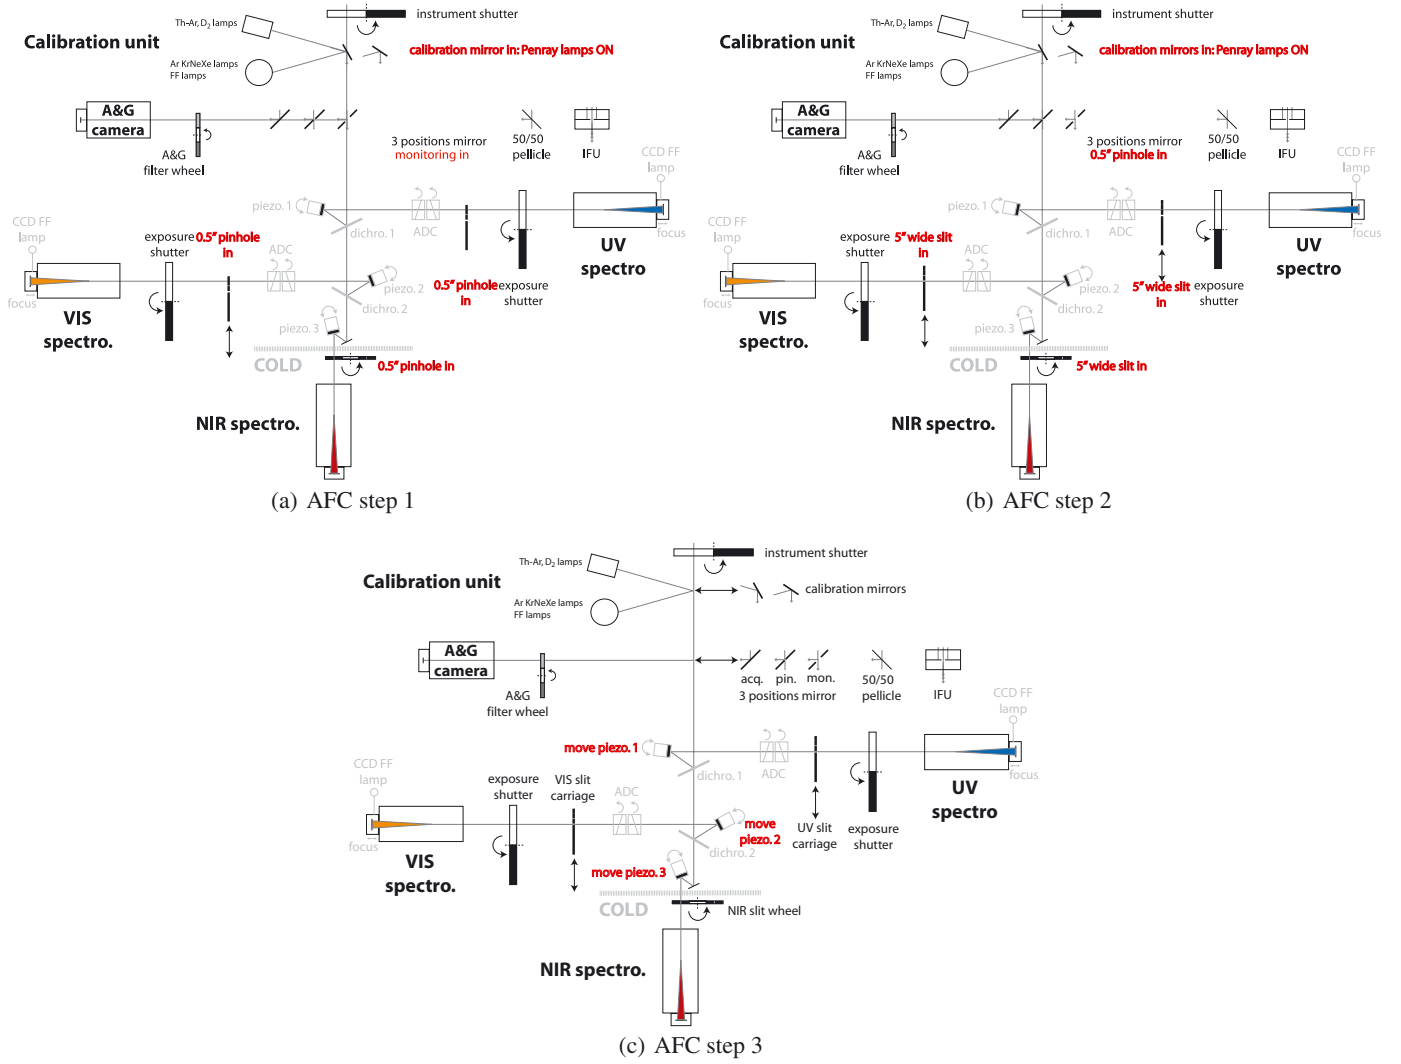 instrument shutter
Th-Ar, D2 lamps
Calibration unit
calibration mirror in: Penray lamps ON
Ar KrNeXe lamps
FF lamps
A&G
camera
A&G
filter wheel
3 positions mirror
monitoring in
50/50
pellicle
IFU
CCD FF
lamp
piezo. 1
dichro. 1
ADC
focus
UV
spectro
CCD FF
lamp
exposure
shutter
0.5" pinhole
in
ADC
0.5" pinhole
in
exposure
shutter
piezo. 2
dichro. 2
focus
VIS
spectro.
piezo. 3
COLD
0.5" pinhole in
NIR spectro.
(a) AFC step 1
instrument shutter
Th-Ar, D2 lamps
Calibration unit
calibration mirrors in: Penray lamps ON
Ar KrNeXe lamps
FF lamps
A&G
camera
A&G
filter wheel
3 positions mirror
0.5" pinhole in
50/50
pellicle
IFU
CCD FF
lamp
piezo. 1
dichro. 1
ADC
focus
UV
spectro
CCD FF
lamp
exposure
shutter
5" wide slit
in
ADC
5" wide slit
in
exposure
shutter
piezo. 2
dichro. 2
focus
VIS
spectro.
piezo. 3
COLD
5" wide slit in
NIR spectro.
(b) AFC step 2
instrument shutter
Th-Ar, D2 lamps
Calibration unit
calibration mirrors
Ar KrNeXe lamps
FF lamps
A&G
camera
A&G
filter wheel
acq. pin. mon.
3 positions mirror
50/50
pellicle
IFU
CCD FF
lamp
move piezo. 1
dichro. 1
ADC
focus
UV
spectro
CCD FF
lamp
exposure
shutter
VIS slit
carriage
ADC
move
piezo. 2
dichro. 2
UV slit
carriage
exposure
shutter
focus
VIS
spectro.
move piezo. 3
COLD
NIR slit wheel
NIR spectro.
(c) AFC step 3